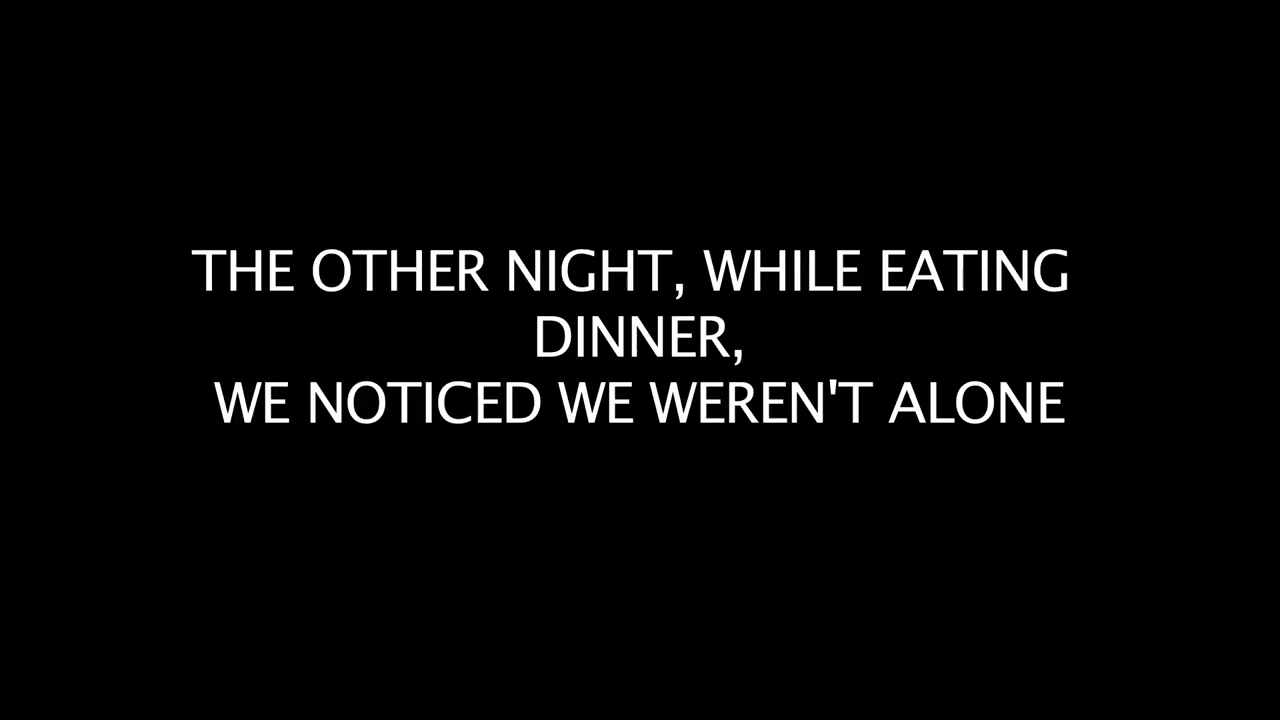 THE OTHER NIGHT, WHILE EATING
DINNER,
WE NOTICED WE WEREN'T ALONE